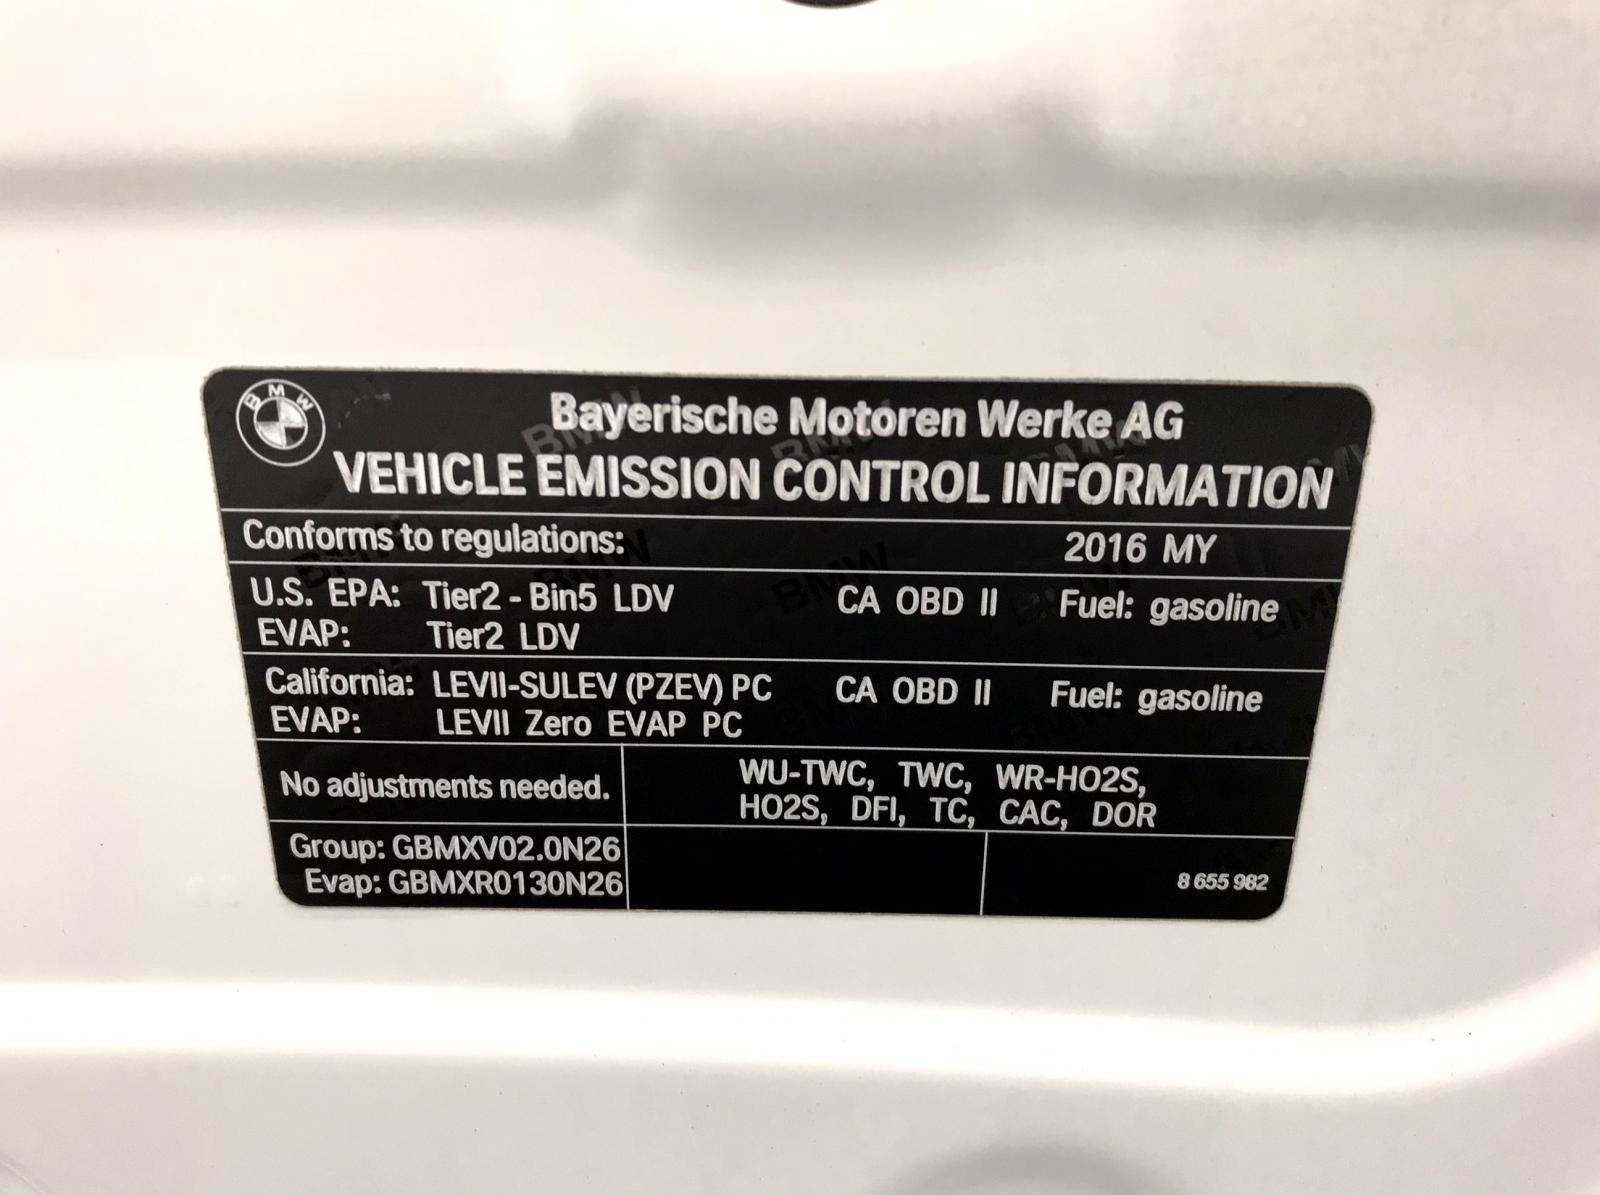 BMW
Bayerische Motoren Werke AG
VEHICLE EMISSION CONTROL INFORMATION
Conforms to regulations: 2016 MY
U.S. EPA: Tier2 - Bin5 LDV CA OBD II Fuel: gasoline
EVAP: Tier2 LDV
California: LEVII-SULEV (PZEV) PC CA OBD II Fuel: gasoline
EVAP: LEVII Zero EVAP PC
No adjustments needed.
WU-TWC, TWC, WR-HO2S,
HO2S, DFI, TC, CAC, DOR
Group: GBMXV02.0N26
Evap: GBMXR0130N26
8 655 982